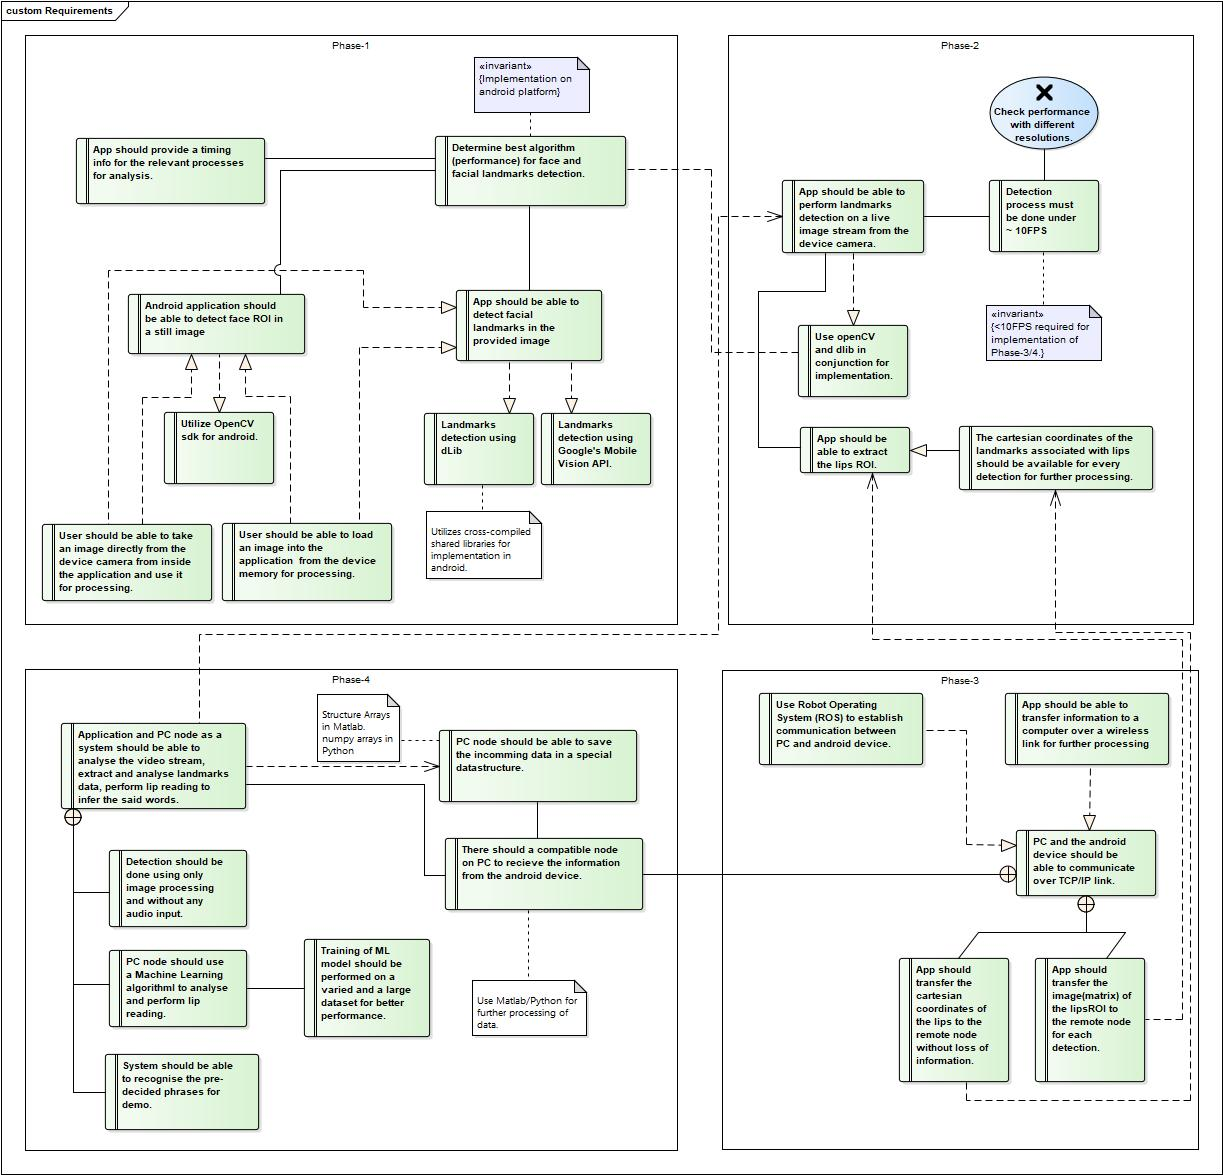 custom Requirements
Phase-1
«invariant»
{Implementation on
android platform}
App should provide a timing
info for the relevant processes
for analysis.
Determine best algorithm
(performance) for face and
facial landmarks detection.
Android application should
be able to detect face ROI in
a still image
App should be able to
detect facial
landmarks in the
provided image
Utilize OpenCV
sdk for android.
Landmarks
detection using
dLib
Landmarks
detection using
Google's Mobile
Vision API.
User should be able to take
an image directly from the
device camera from inside
the application and use it
for processing.
User should be able to load
an image into the
application from the device
memory for processing.
Utilizes cross-compiled
shared libraries for
implementation in
android.
Phase-2
Check performance
with different
resolutions.
App should be able to
perform landmarks
detection on a live
image stream from the
device camera.
Detection
process must
be done under
~ 10FPS
«invariant»
{<10FPS required for
implementation of
Phase-3/4.}
Use openCV
and dlib in
conjunction for
implementation.
App should be
able to extract
the lips ROI.
The cartesian coordinates of the
landmarks associated with lips
should be available for every
detection for further processing.
Phase-4
Structure Arrays
in Matlab.
numpy arrays in
Python
Application and PC node as a
system should be able to
analyse the video stream,
extract and analyse landmarks
data, perform lip reading to
infer the said words.
PC node should be able to save
the incomming data in a special
datastructure.
There should a compatible node
on PC to recieve the information
from the android device.
Detection should be
done using only
image processing
and without any
audio input.
PC node should use
a Machine Learning
algorithml to analyse
and perform lip
reading.
Training of ML
model should be
performed on a
varied and a large
dataset for better
performance.
Use Matlab/Python for
further processing of
data.
System should be able
to recognise the pre-
decided phrases for
demo.
Phase-3
Use Robot Operating
System (ROS) to establish
communication between
PC and android device.
App should be able to
transfer information to a
computer over a wireless
link for further processing
PC and the android
device should be
able to communicate
over TCP/IP link.
App should
transfer the
cartesian
coordinates of
the lips to the
remote node
without loss of
information.
App should
transfer the
image(matrix) of
the lipsROI to
the remote node
for each
detection.